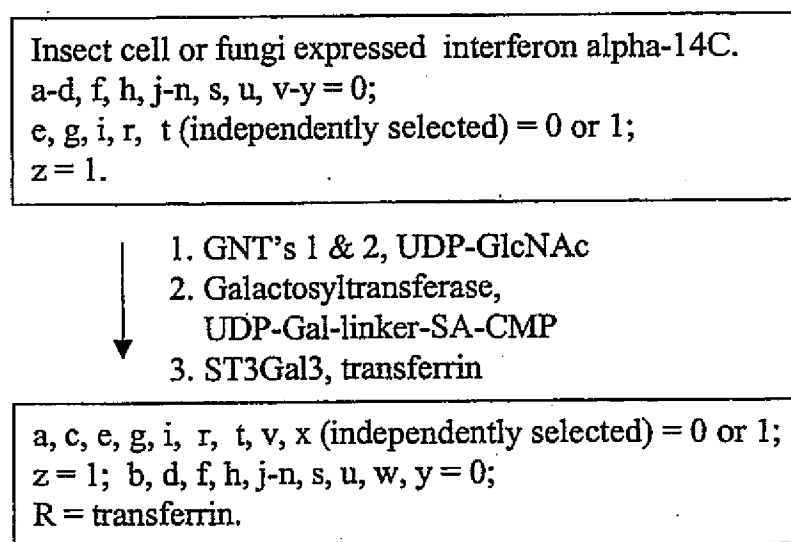 Insect cell or fungi expressed interferon alpha-14C.
a-d, f, h, j-n, s, u, v-y = 0;
e, g, i, r, t (independently selected) = 0 or 1;
z = 1.
1. GNT's 1 & 2, UDP-GlcNAc
2. Galactosyltransferase,
UDP-Gal-linker-SA-CMP
3. ST3Gal3, transferrin
a, c, e, g, i, r, t, v, x (independently selected) = 0 or 1;
z = 1; b, d, f, h, j-n, s, u, w, y = 0;
R = transferrin.